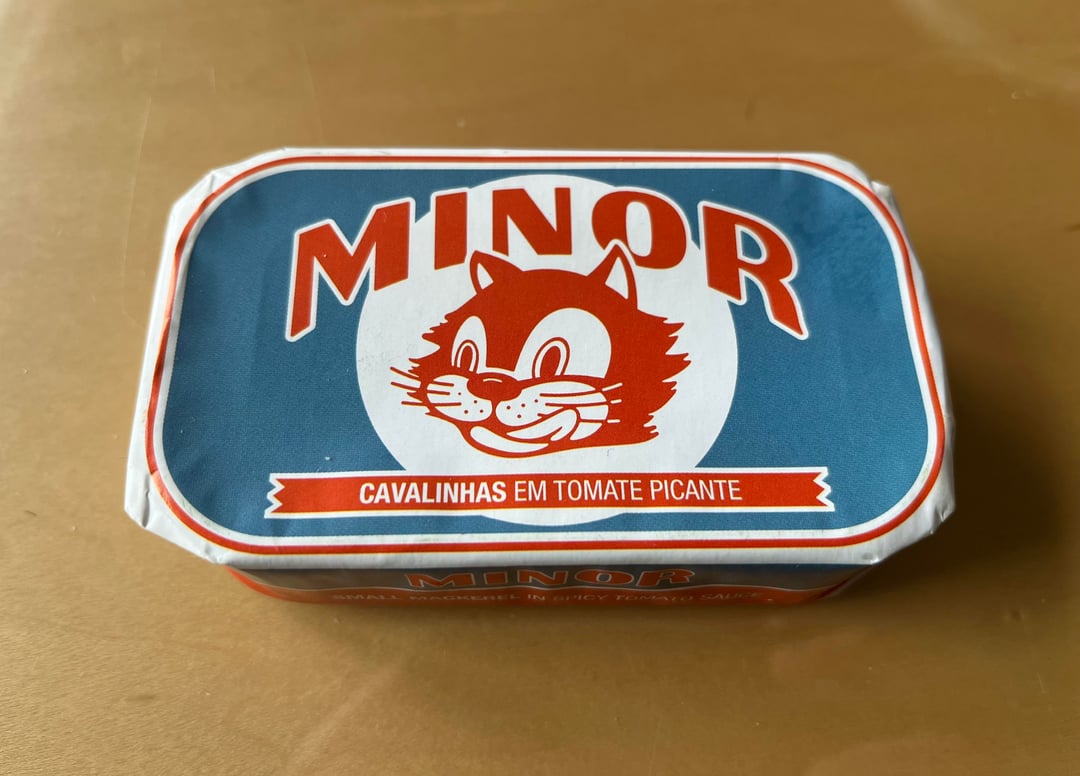 MINOR
CAVALINHAS EM TOMATE PICANTE
MINOR
SMALL MACKEREL IN SPICY TOMATO SAUCE